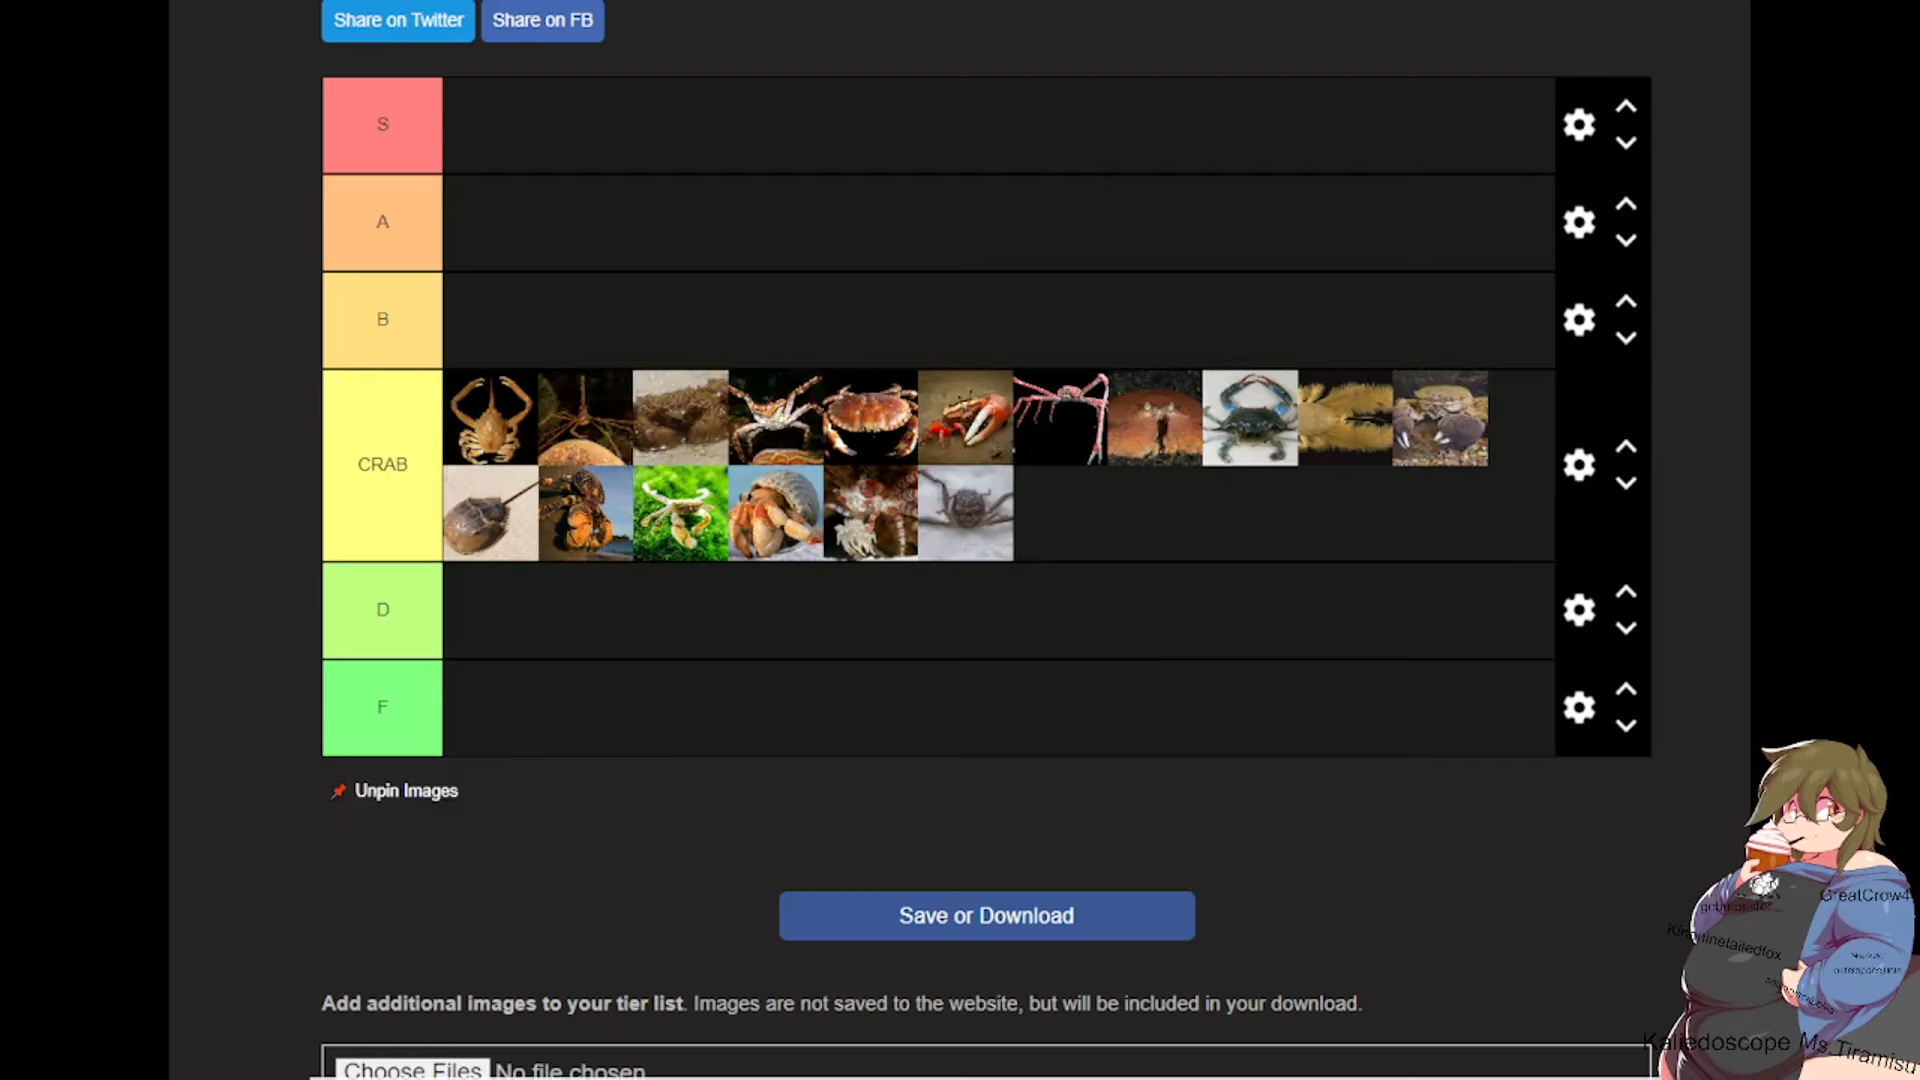 Share on Twitter Share on FB
S
A
B
CRAB
D
F
Unpin Images
Save or Download
GreatCrow4
Kaliedoscope Ms.Tiramisu
Add additional images to your tier list. Images are not saved to the website, but will be included in your download.
Choose Files No file chosen